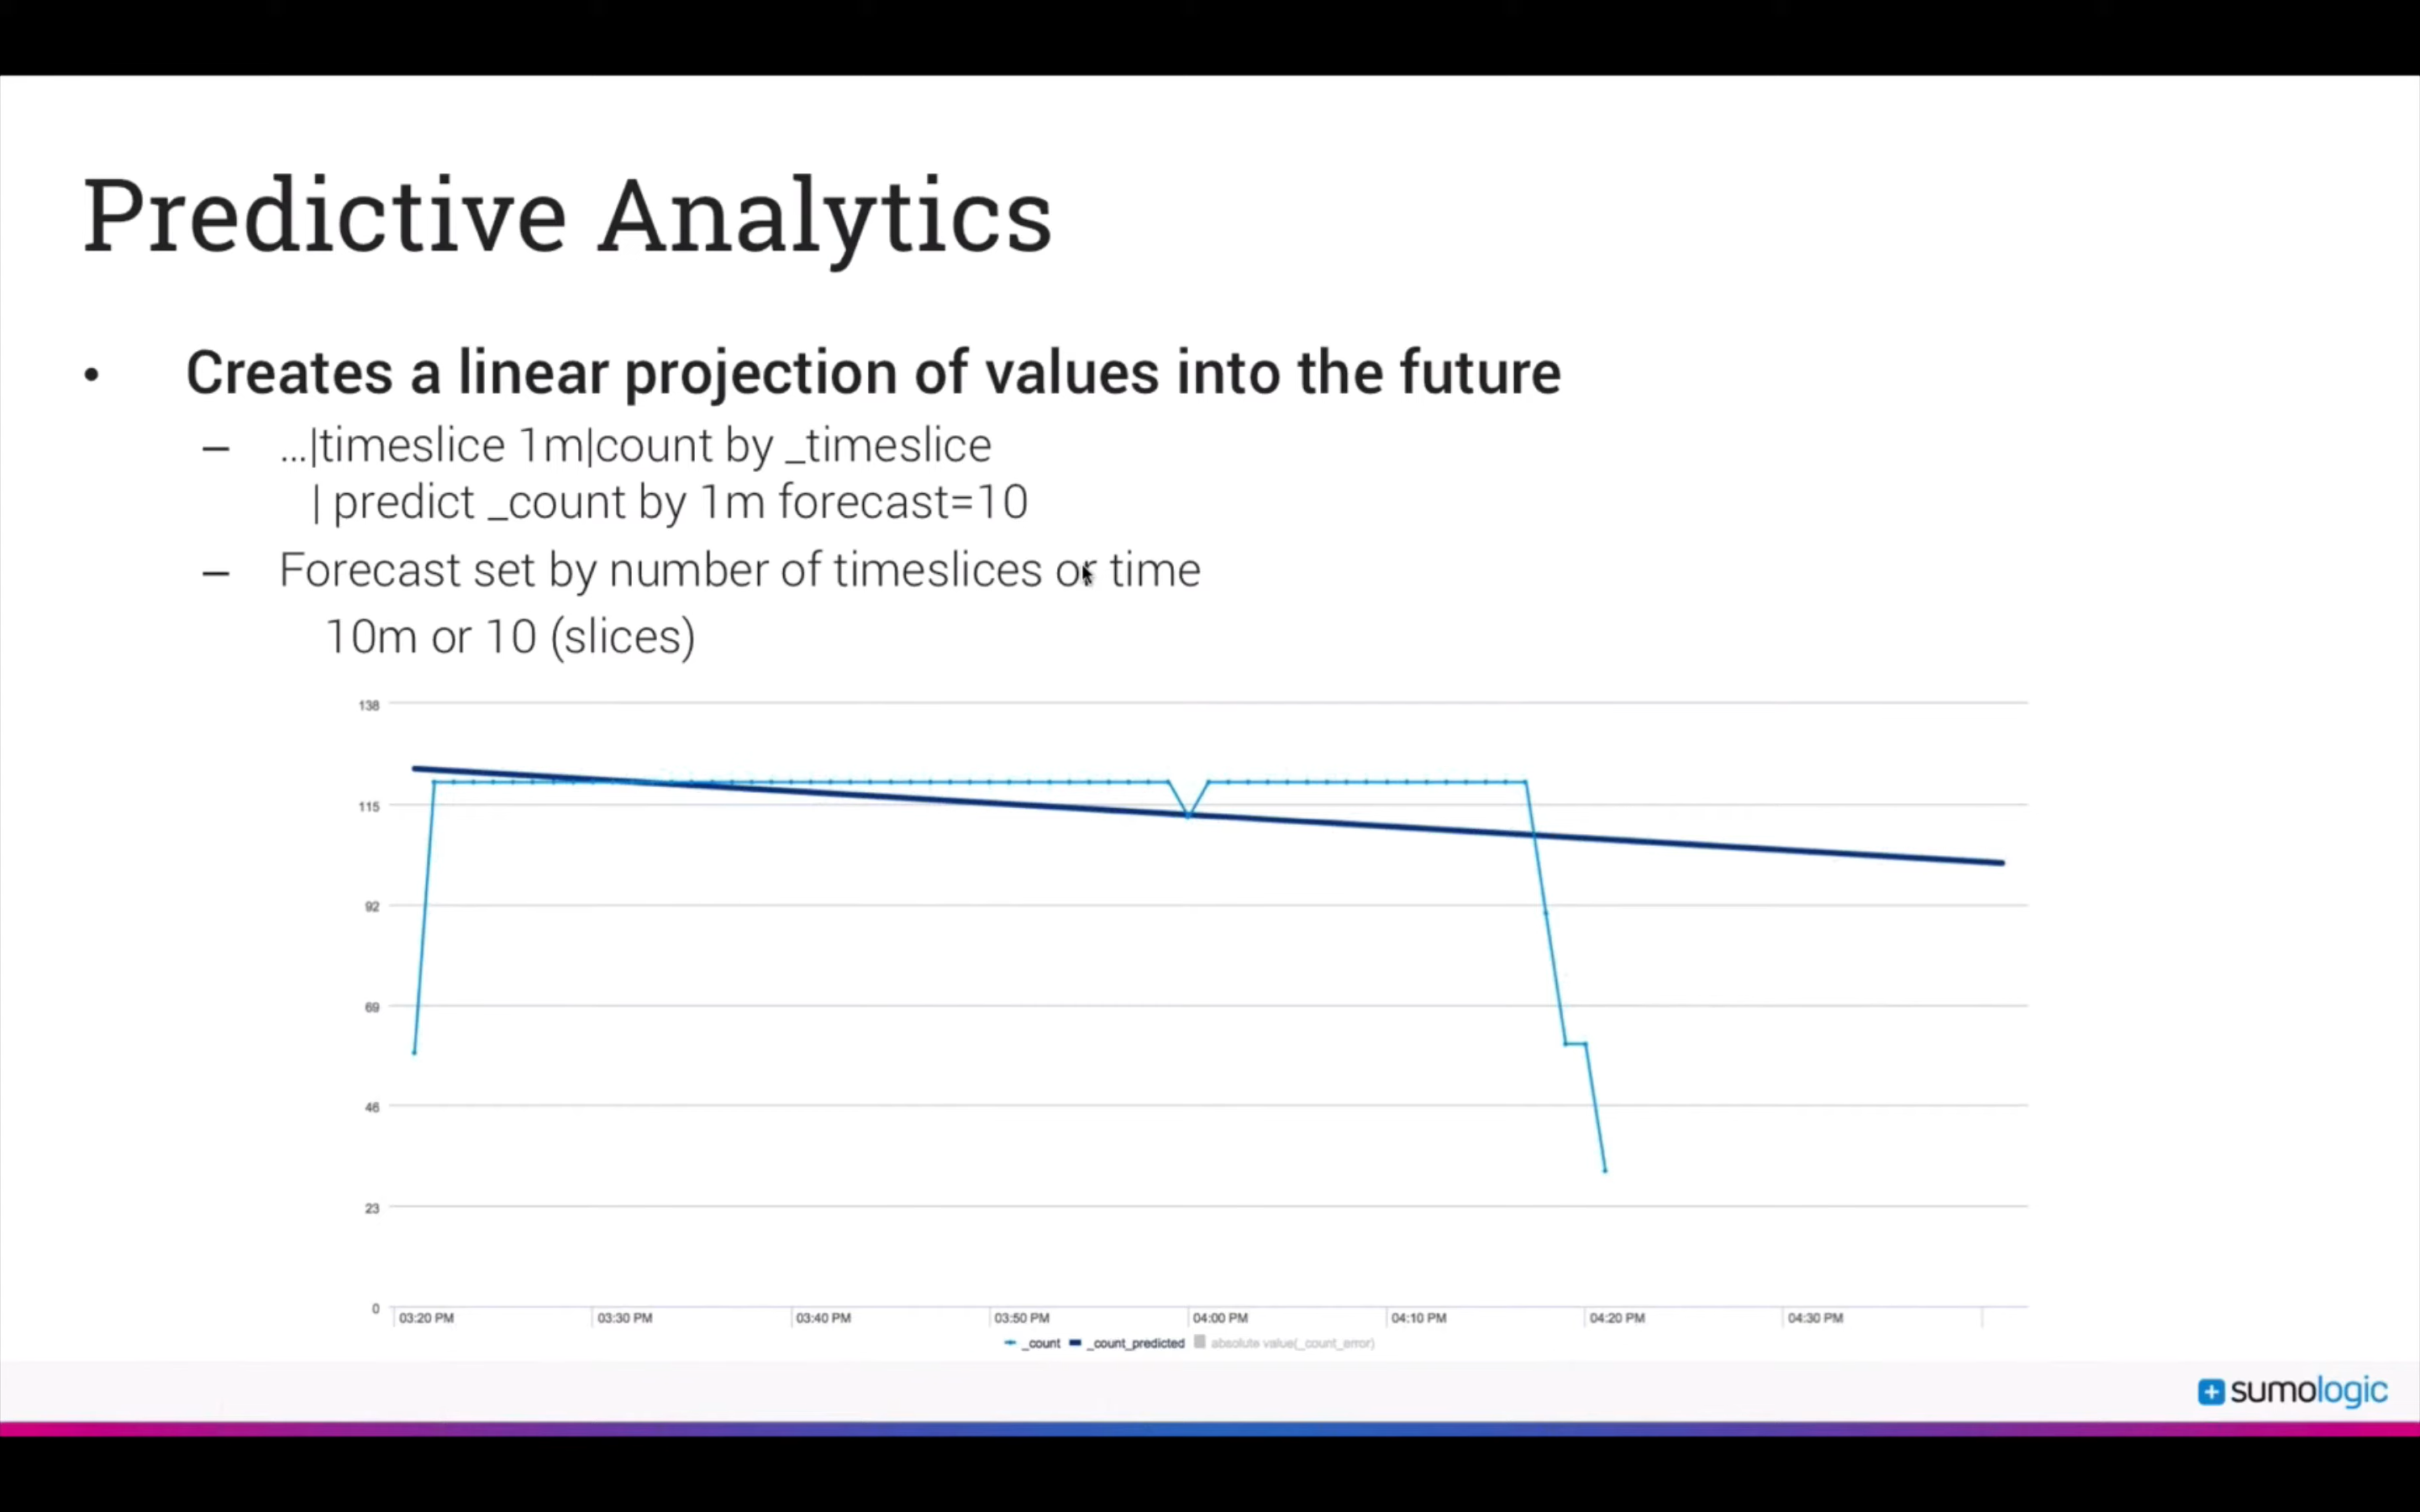 Predictive Analytics
• Creates a linear projection of values into the future
– ...|timeslice 1m|count by _timeslice
| predict _count by 1m forecast=10
– Forecast set by number of timeslices or time
10m or 10 (slices)
138
115
92
69
46
23
0
03:20 PM 03:30 PM 03:40 PM 03:50 PM 04:00 PM 04:10 PM 04:20 PM 04:30 PM
_count _count_predicted absolute value(_count_error)
sumologic